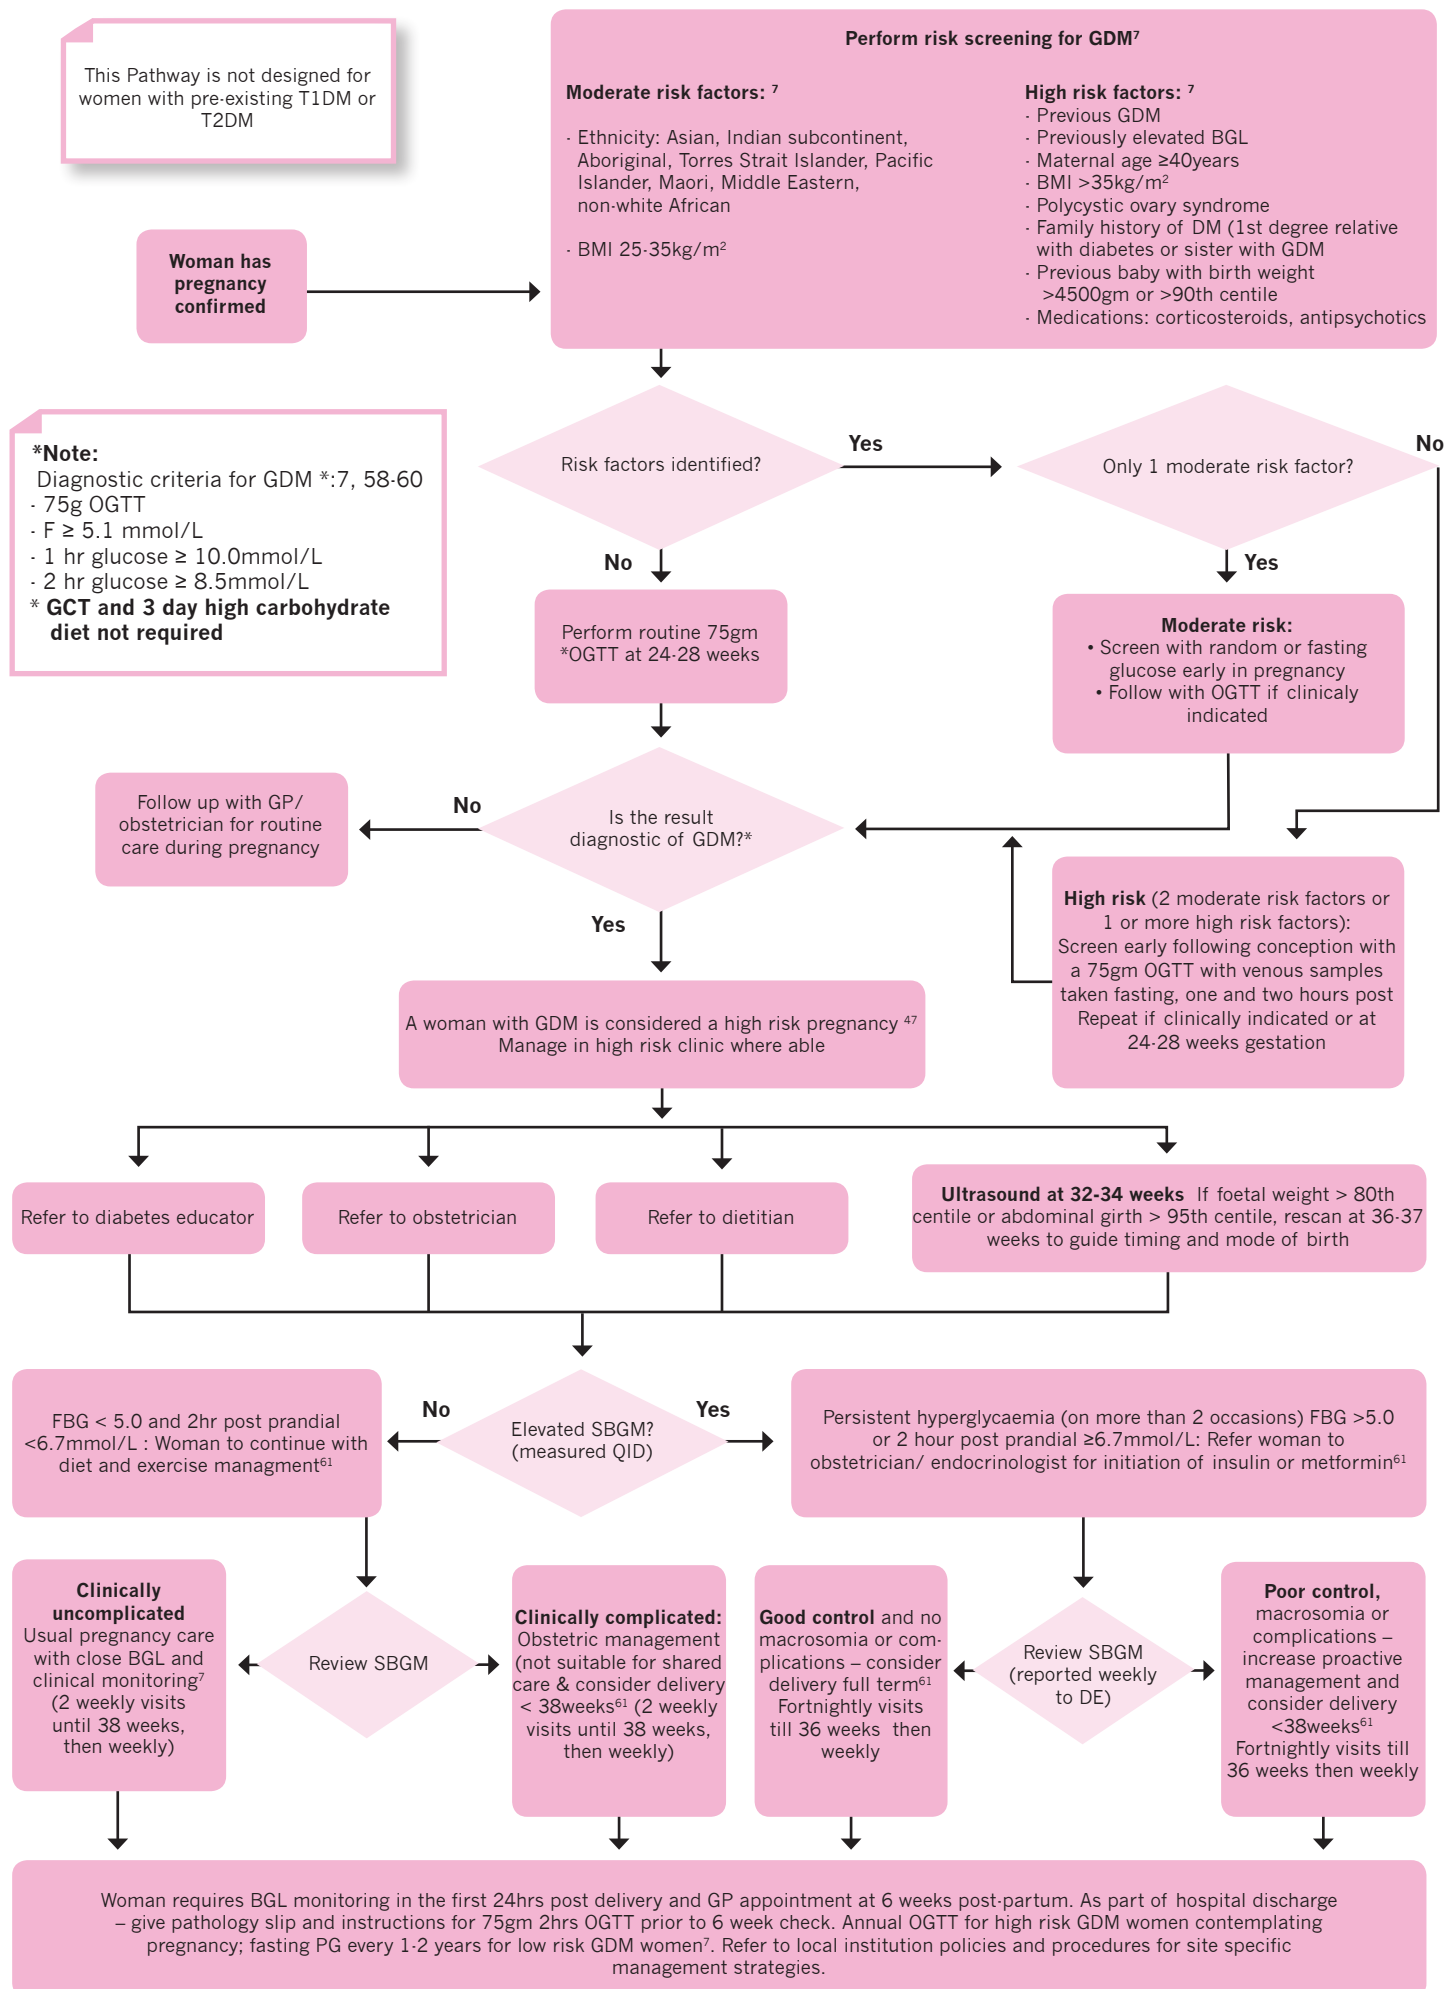 This Pathway is not designed for
women with pre-existing T1DM or
T2DM
Perform risk screening for GDM⁷
Moderate risk factors: ⁷
· Ethnicity: Asian, Indian subcontinent,
Aboriginal, Torres Strait Islander, Pacific
Islander, Maori, Middle Eastern,
non-white African
· BMI 25-35kg/m²
High risk factors: ⁷
· Previous GDM
· Previously elevated BGL
· Maternal age ≥40years
· BMI >35kg/m²
· Polycystic ovary syndrome
· Family history of DM (1st degree relative
with diabetes or sister with GDM
· Previous baby with birth weight
>4500gm or >90th centile
· Medications: corticosteroids, antipsychotics
Woman has
pregnancy
confirmed
*Note:
Diagnostic criteria for GDM *:7, 58-60
· 75g OGTT
· F ≥ 5.1 mmol/L
· 1 hr glucose ≥ 10.0mmol/L
· 2 hr glucose ≥ 8.5mmol/L
* GCT and 3 day high carbohydrate
diet not required
Risk factors identified?
Yes
Only 1 moderate risk factor?
No
No
Yes
Perform routine 75gm
*OGTT at 24-28 weeks
Moderate risk:
• Screen with random or fasting
glucose early in pregnancy
• Follow with OGTT if clinicaly
indicated
Follow up with GP/
obstetrician for routine
care during pregnancy
No
Is the result
diagnostic of GDM?*
Yes
High risk (2 moderate risk factors or
1 or more high risk factors):
Screen early following conception with
a 75gm OGTT with venous samples
taken fasting, one and two hours post
Repeat if clinically indicated or at
24-28 weeks gestation
A woman with GDM is considered a high risk pregnancy ⁴⁷
Manage in high risk clinic where able
Refer to diabetes educator
Refer to obstetrician
Refer to dietitian
Ultrasound at 32-34 weeks If foetal weight > 80th
centile or abdominal girth > 95th centile, rescan at 36-37
weeks to guide timing and mode of birth
FBG < 5.0 and 2hr post prandial
<6.7mmol/L : Woman to continue with
diet and exercise managment⁶¹
No
Elevated SBGM?
(measured QID)
Yes
Persistent hyperglycaemia (on more than 2 occasions) FBG >5.0
or 2 hour post prandial ≥6.7mmol/L: Refer woman to
obstetrician/ endocrinologist for initiation of insulin or metformin⁶¹
Clinically
uncomplicated
Usual pregnancy care
with close BGL and
clinical monitoring⁷
(2 weekly visits
until 38 weeks,
then weekly)
Review SBGM
Clinically complicated:
Obstetric management
(not suitable for shared
care & consider delivery
< 38weeks⁶¹ (2 weekly
visits until 38 weeks,
then weekly)
Good control and no
macrosomia or com-
plications – consider
delivery full term⁶¹
Fortnightly visits
till 36 weeks then
weekly
Review SBGM
(reported weekly
to DE)
Poor control,
macrosomia or
complications –
increase proactive
management and
consider delivery
<38weeks⁶¹
Fortnightly visits till
36 weeks then weekly
Woman requires BGL monitoring in the first 24hrs post delivery and GP appointment at 6 weeks post-partum. As part of hospital discharge
– give pathology slip and instructions for 75gm 2hrs OGTT prior to 6 week check. Annual OGTT for high risk GDM women contemplating
pregnancy; fasting PG every 1-2 years for low risk GDM women⁷. Refer to local institution policies and procedures for site specific
management strategies.